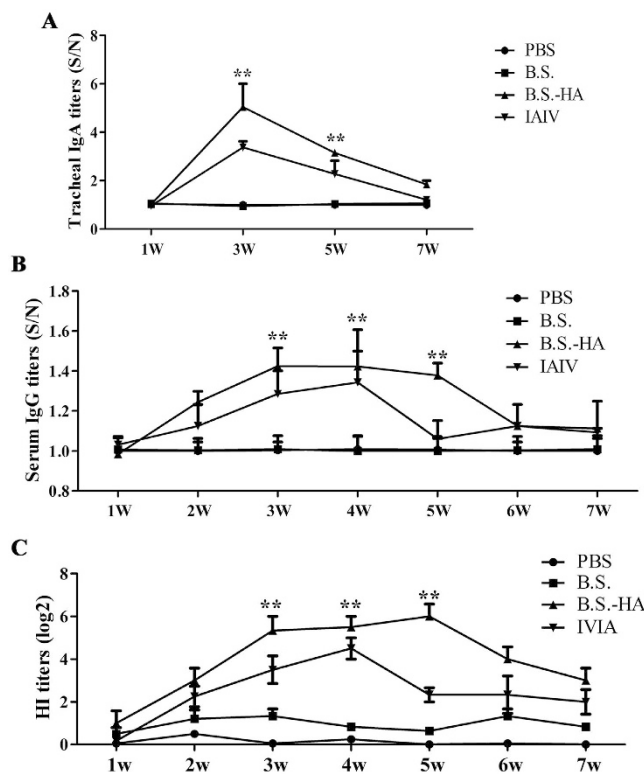 A
Tracheal IgA titers (S/N)
8
6
4
2
0
**
**
1W 3W 5W 7W
PBS
B.S.
B.S.-HA
IAIV
B
Serum IgG titers (S/N)
1.8
1.6
1.4
1.2
1.0
0.8
**
**
**
1W 2W 3W 4W 5W 6W 7W
PBS
B.S.
B.S.-HA
IAIV
C
HI titers (log2)
8
6
4
2
0
**
**
**
1w 2w 3w 4w 5w 6w 7w
PBS
B.S.
B.S.-HA
IVIA